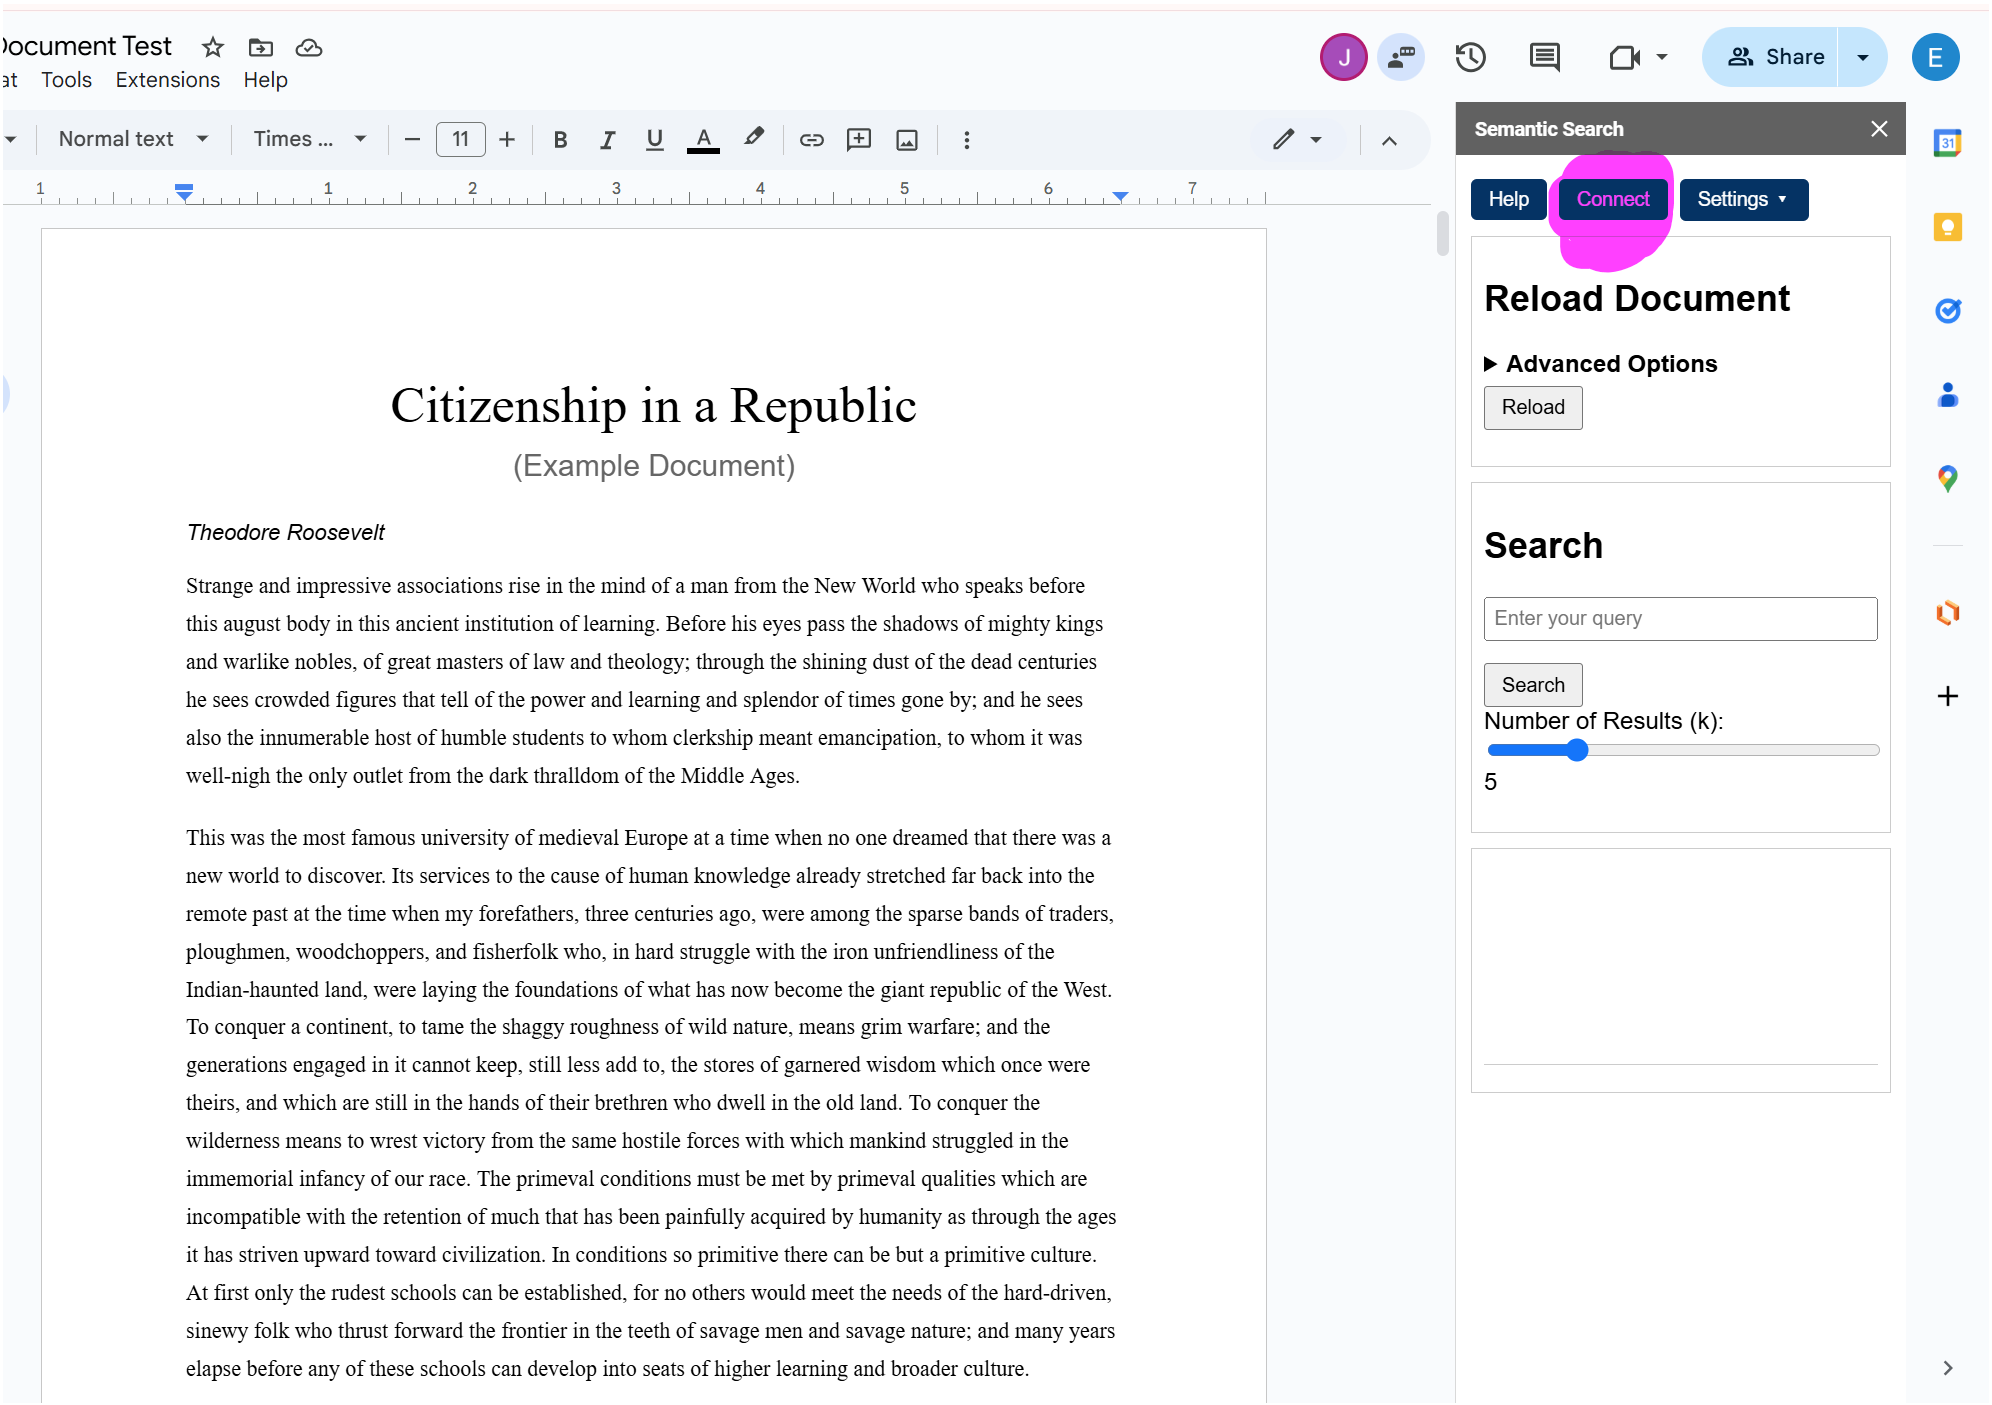 Document Test
at Tools Extensions Help
J
Share
E
Normal text
Times ...
11
B I U A
1 1 2 3 4 5 6 7
Semantic Search
31
Help Connect Settings
Reload Document
Advanced Options
Reload
Search
Enter your query
Search
Number of Results (k):
5
Citizenship in a Republic
(Example Document)
Theodore Roosevelt
Strange and impressive associations rise in the mind of a man from the New World who speaks before
this august body in this ancient institution of learning. Before his eyes pass the shadows of mighty kings
and warlike nobles, of great masters of law and theology; through the shining dust of the dead centuries
he sees crowded figures that tell of the power and learning and splendor of times gone by; and he sees
also the innumerable host of humble students to whom clerkship meant emancipation, to whom it was
well-nigh the only outlet from the dark thralldom of the Middle Ages.
This was the most famous university of medieval Europe at a time when no one dreamed that there was a
new world to discover. Its services to the cause of human knowledge already stretched far back into the
remote past at the time when my forefathers, three centuries ago, were among the sparse bands of traders,
ploughmen, woodchoppers, and fisherfolk who, in hard struggle with the iron unfriendliness of the
Indian-haunted land, were laying the foundations of what has now become the giant republic of the West.
To conquer a continent, to tame the shaggy roughness of wild nature, means grim warfare; and the
generations engaged in it cannot keep, still less add to, the stores of garnered wisdom which once were
theirs, and which are still in the hands of their brethren who dwell in the old land. To conquer the
wilderness means to wrest victory from the same hostile forces with which mankind struggled in the
immemorial infancy of our race. The primeval conditions must be met by primeval qualities which are
incompatible with the retention of much that has been painfully acquired by humanity as through the ages
it has striven upward toward civilization. In conditions so primitive there can be but a primitive culture.
At first only the rudest schools can be established, for no others would meet the needs of the hard-driven,
sinewy folk who thrust forward the frontier in the teeth of savage men and savage nature; and many years
elapse before any of these schools can develop into seats of higher learning and broader culture.